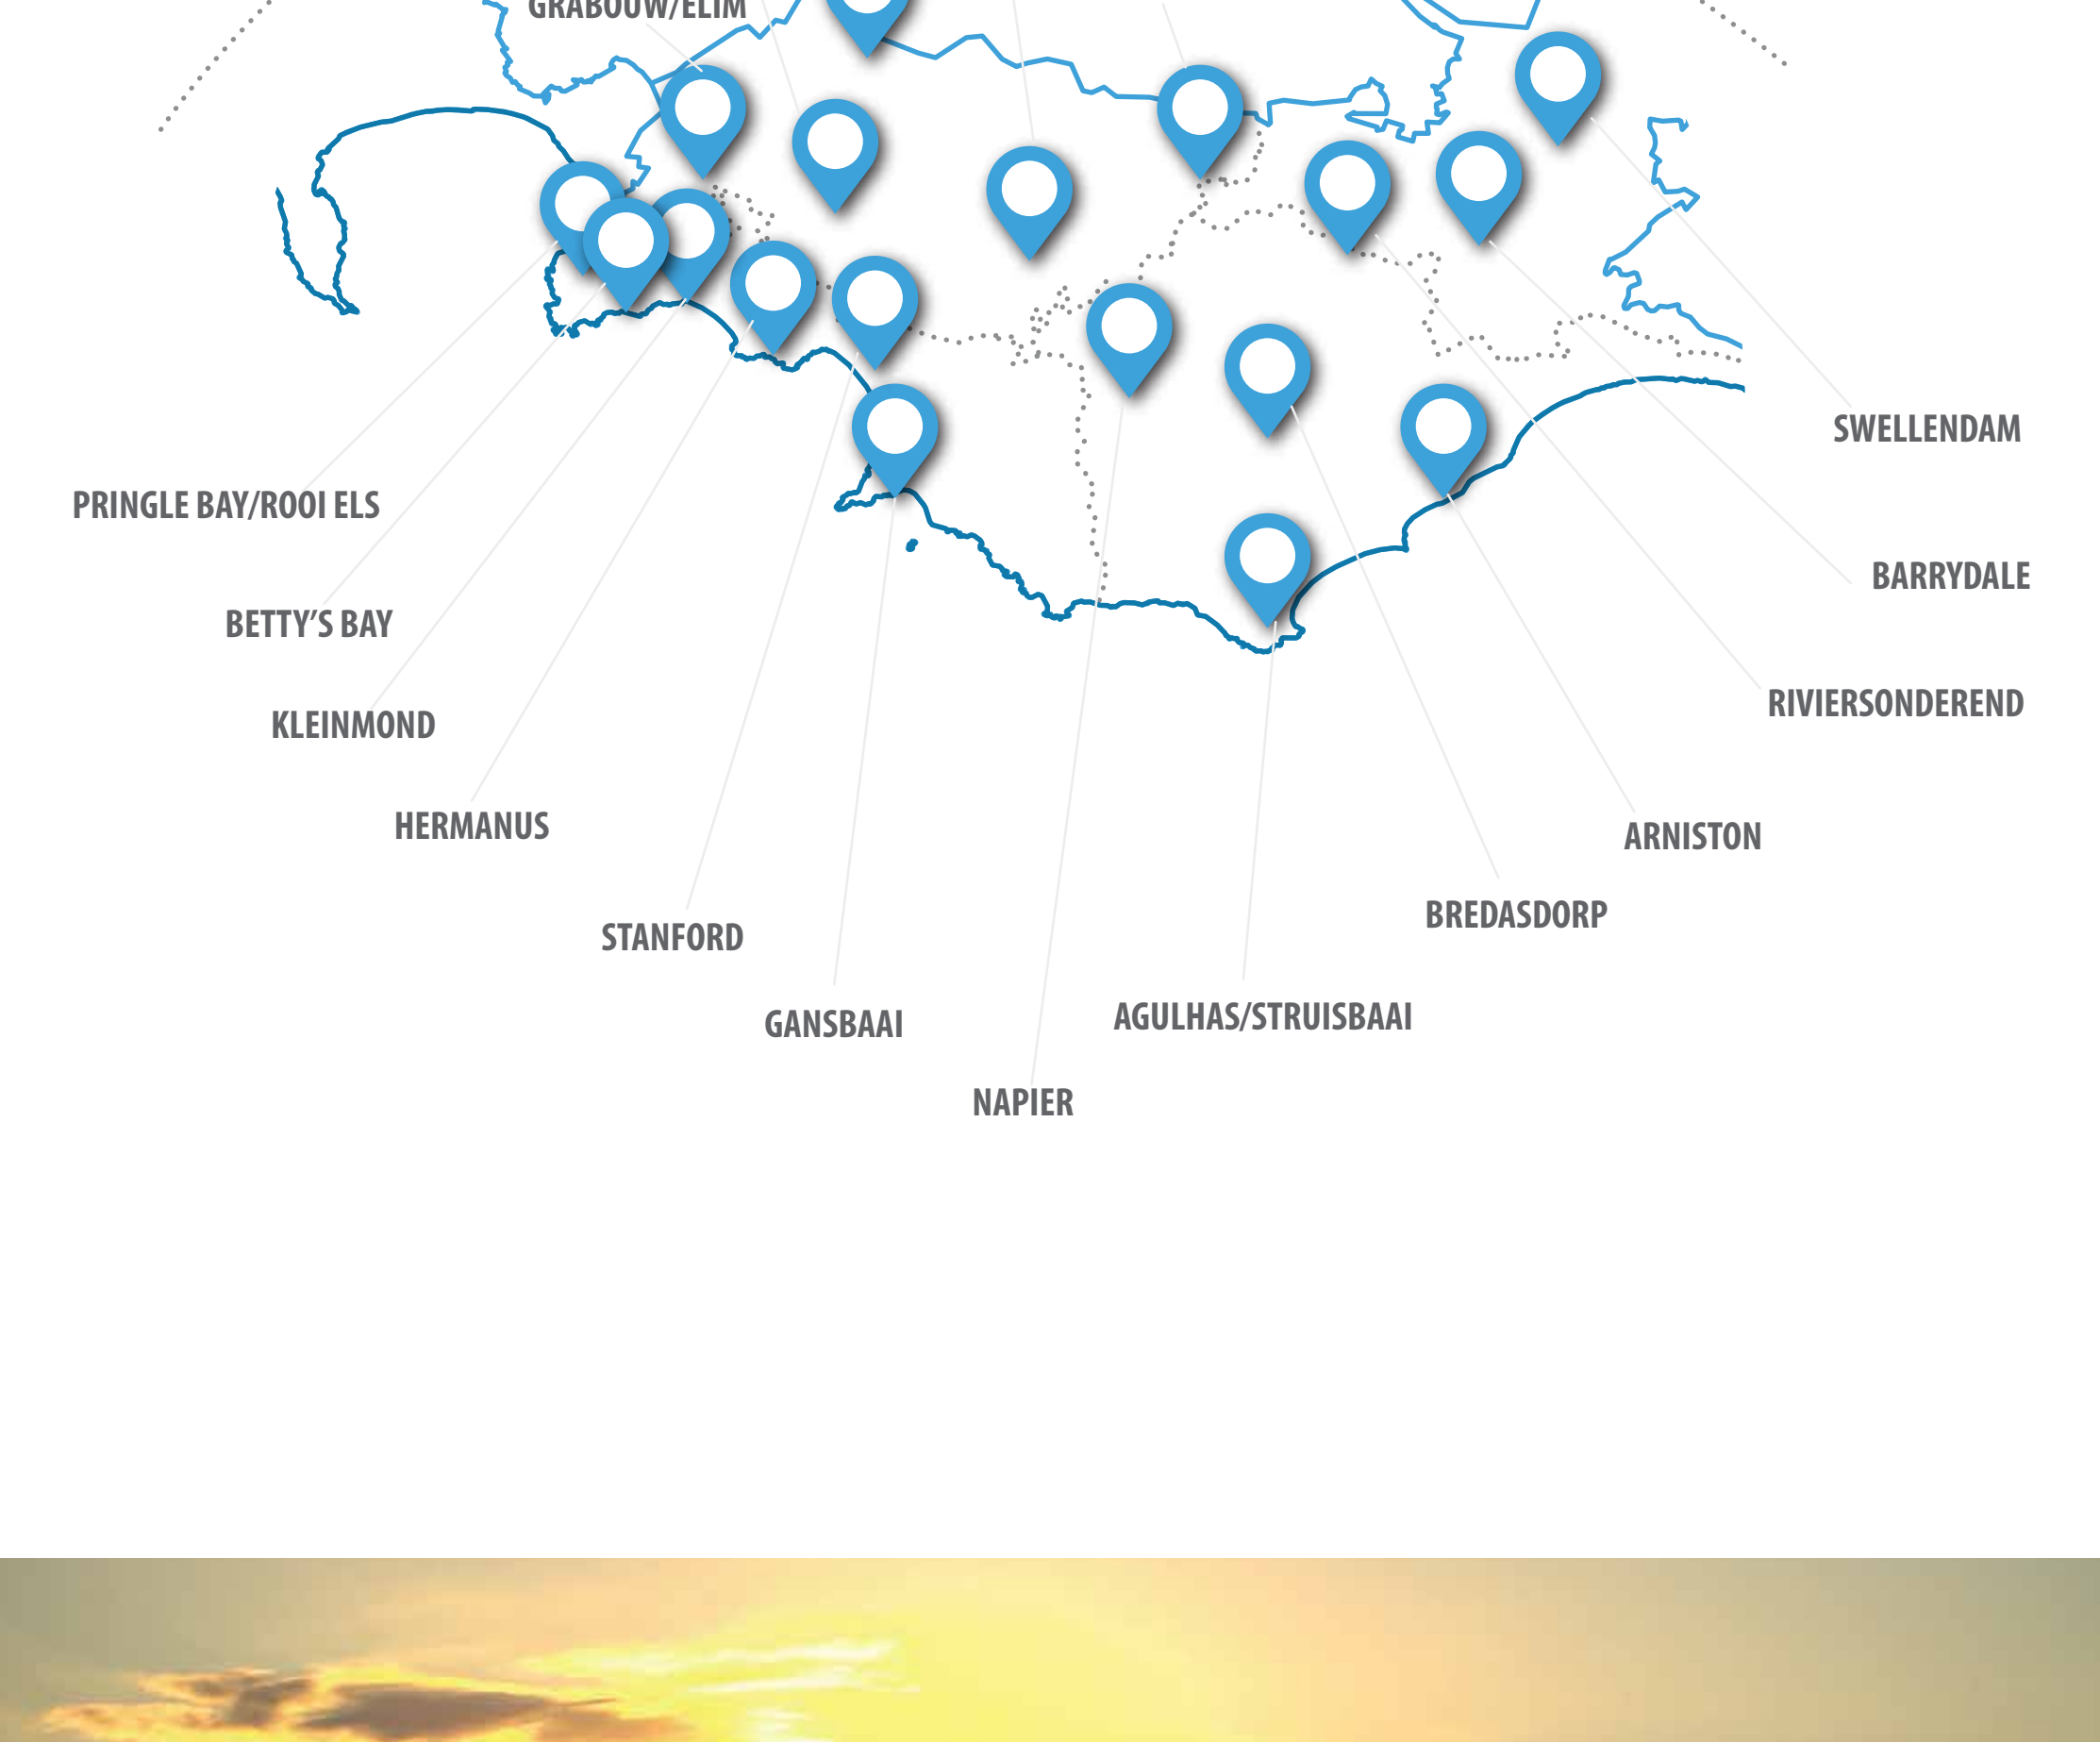 GRABOUW/ELIM
SWELLENDAM
PRINGLE BAY/ROOI ELS
BARRYDALE
BETTY’S BAY
RIVIERSONDEREND
KLEINMOND
HERMANUS
ARNISTON
BREDASDORP
STANFORD
AGULHAS/STRUISBAAI
GANSBAAI
NAPIER